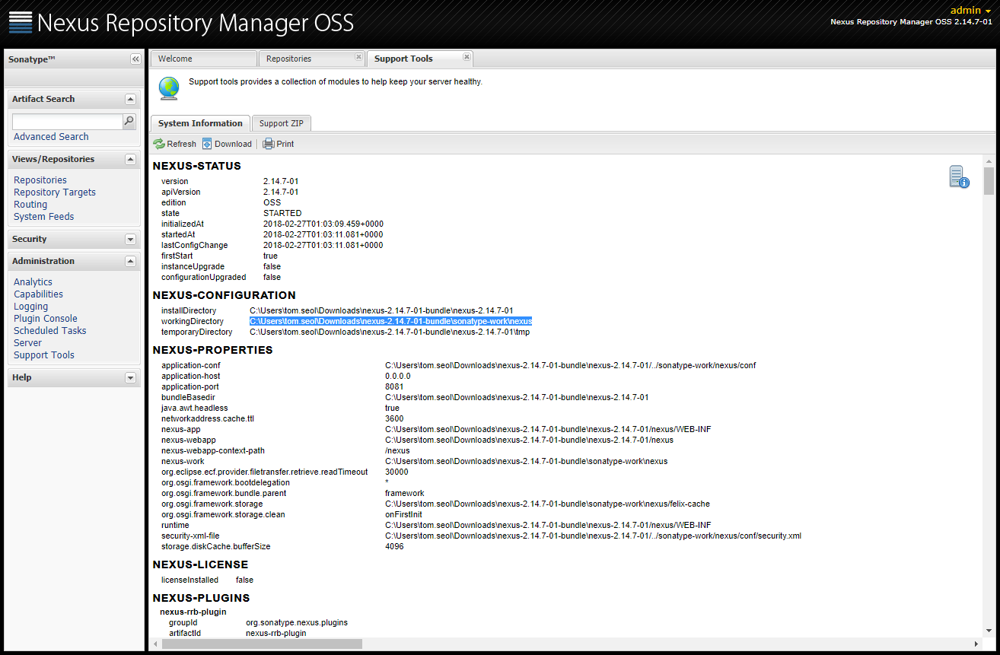 Nexus Repository Manager OSS
admin
Nexus Repository Manager OSS 2.14.7-01
Sonatype™
Artifact Search
Advanced Search
Views/Repositories
Repositories
Repository Targets
Routing
System Feeds
Security
Administration
Analytics
Capabilities
Logging
Plugin Console
Scheduled Tasks
Server
Support Tools
Help
Welcome
Repositories
Support Tools
Support tools provides a collection of modules to help keep your server healthy.
System Information
Support ZIP
Refresh Download Print
NEXUS-STATUS
version 2.14.7-01
apiVersion 2.14.7-01
edition OSS
state STARTED
initializedAt 2018-02-27T01:03:09.459+0000
startedAt 2018-02-27T01:03:11.081+0000
lastConfigChange 2018-02-27T01:03:11.081+0000
firstStart true
instanceUpgrade false
configurationUpgraded false
NEXUS-CONFIGURATION
installDirectory C:\Users\tom.seol\Downloads\nexus-2.14.7-01-bundle\nexus-2.14.7-01
workingDirectory C:\Users\tom.seol\Downloads\nexus-2.14.7-01-bundle\sonatype-work\nexus
temporaryDirectory C:\Users\tom.seol\Downloads\nexus-2.14.7-01-bundle\nexus-2.14.7-01\tmp
NEXUS-PROPERTIES
application-conf C:\Users\tom.seol\Downloads\nexus-2.14.7-01-bundle\nexus-2.14.7-01/../sonatype-work/nexus/conf
application-host 0.0.0.0
application-port 8081
bundleBasedir C:\Users\tom.seol\Downloads\nexus-2.14.7-01-bundle\nexus-2.14.7-01
java.awt.headless true
networkaddress.cache.ttl 3600
nexus-app C:\Users\tom.seol\Downloads\nexus-2.14.7-01-bundle\nexus-2.14.7-01/nexus/WEB-INF
nexus-webapp C:\Users\tom.seol\Downloads\nexus-2.14.7-01-bundle\nexus-2.14.7-01/nexus
nexus-webapp-context-path /nexus
nexus-work C:\Users\tom.seol\Downloads\nexus-2.14.7-01-bundle\sonatype-work\nexus
org.eclipse.ecf.provider.filetransfer.retrieve.readTimeout 30000
org.osgi.framework.bootdelegation *
org.osgi.framework.bundle.parent framework
org.osgi.framework.storage C:\Users\tom.seol\Downloads\nexus-2.14.7-01-bundle\sonatype-work\nexus/felix-cache
org.osgi.framework.storage.clean onFirstInit
runtime C:\Users\tom.seol\Downloads\nexus-2.14.7-01-bundle\nexus-2.14.7-01/nexus/WEB-INF
security-xml-file C:\Users\tom.seol\Downloads\nexus-2.14.7-01-bundle\nexus-2.14.7-01/../sonatype-work/nexus/conf/security.xml
storage.diskCache.bufferSize 4096
NEXUS-LICENSE
licenseInstalled false
NEXUS-PLUGINS
nexus-rrb-plugin
groupId org.sonatype.nexus.plugins
artifactId nexus-rrb-plugin